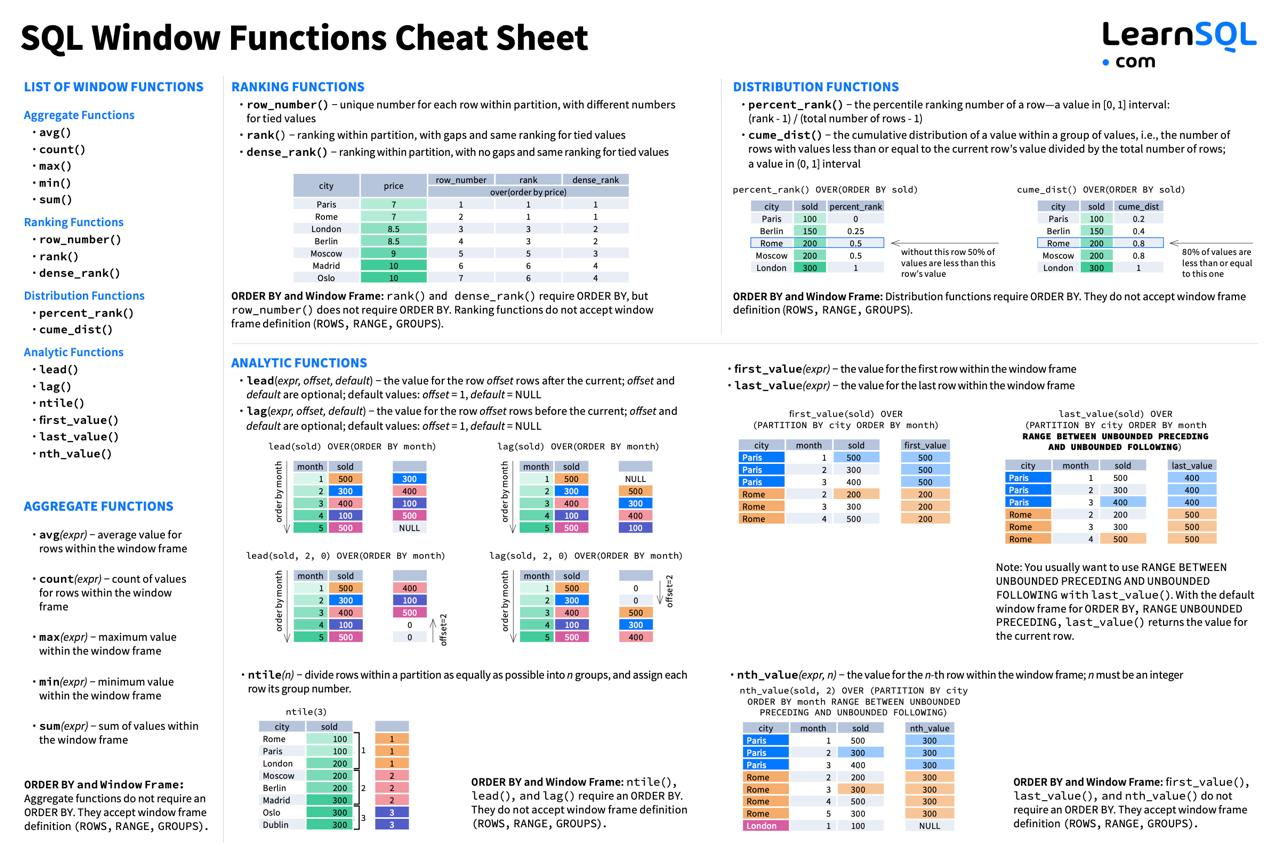 SQL Window Functions Cheat Sheet
LearnSQL
• com
LIST OF WINDOW FUNCTIONS
Aggregate Functions
• avg()
• count()
• max()
• min()
• sum()
Ranking Functions
• row_number()
• rank()
• dense_rank()
Distribution Functions
• percent_rank()
• cume_dist()
Analytic Functions
• lead()
• lag()
• ntile()
• first_value()
• last_value()
• nth_value()
AGGREGATE FUNCTIONS
• avg(expr) − average value for
rows within the window frame
• count(expr) − count of values
for rows within the window
frame
• max(expr) − maximum value
within the window frame
• min(expr) − minimum value
within the window frame
• sum(expr) − sum of values within
the window frame
ORDER BY and Window Frame:
Aggregate functions do not require an
ORDER BY. They accept window frame
definition (ROWS, RANGE, GROUPS).
RANKING FUNCTIONS
• row_number() − unique number for each row within partition, with different numbers
for tied values
• rank() − ranking within partition, with gaps and same ranking for tied values
• dense_rank() − ranking within partition, with no gaps and same ranking for tied values
city price row_number rank dense_rank
over(order by price)
Paris 7 1 1 1
Rome 7 2 1 1
London 8.5 3 3 2
Berlin 8.5 4 3 2
Moscow 9 5 5 3
Madrid 10 6 6 4
Oslo 10 7 6 4
ORDER BY and Window Frame: rank() and dense_rank() require ORDER BY, but
row_number() does not require ORDER BY. Ranking functions do not accept window
frame definition (ROWS, RANGE, GROUPS).
DISTRIBUTION FUNCTIONS
• percent_rank() − the percentile ranking number of a row—a value in [0, 1] interval:
(rank - 1) / (total number of rows - 1)
• cume_dist() − the cumulative distribution of a value within a group of values, i.e., the number of
rows with values less than or equal to the current row's value divided by the total number of rows;
a value in (0, 1] interval
percent_rank() OVER(ORDER BY sold)
city sold percent_rank
Paris 100 0
Berlin 150 0.25
Rome 200 0.5
Moscow 200 0.5
London 300 1
without this row 50% of
values are less than this
row's value
cume_dist() OVER(ORDER BY sold)
city sold cume_dist
Paris 100 0.2
Berlin 150 0.4
Rome 200 0.8
Moscow 200 0.8
London 300 1
80% of values are
less than or equal
to this one
ORDER BY and Window Frame: Distribution functions require ORDER BY. They do not accept window frame
definition (ROWS, RANGE, GROUPS).
ANALYTIC FUNCTIONS
• lead(expr, offset, default) − the value for the row offset rows after the current; offset and
default are optional; default values: offset = 1, default = NULL
• lag(expr, offset, default) − the value for the row offset rows before the current; offset and
default are optional; default values: offset = 1, default = NULL
lead(sold) OVER(ORDER BY month)
order by month
month sold
1 500 300
2 300 400
3 400 100
4 100 500
5 500 NULL
lag(sold) OVER(ORDER BY month)
order by month
month sold
1 500 NULL
2 300 500
3 400 300
4 100 400
5 500 100
lead(sold, 2, 0) OVER(ORDER BY month)
order by month
month sold
1 500 400
2 300 100
3 400 500
4 100 0
5 500 0
offset=2
lag(sold, 2, 0) OVER(ORDER BY month)
order by month
month sold
1 500 0
2 300 0
3 400 500
4 100 300
5 500 400
offset=2
• ntile(n) − divide rows within a partition as equally as possible into n groups, and assign each
row its group number.
ntile(3)
city sold
Rome 100 1
Paris 100 1 1
London 200 1
Moscow 200 2
Berlin 200 2 2
Madrid 300 2
Oslo 300 3 3
Dublin 300 3
ORDER BY and Window Frame: ntile(),
lead(), and lag() require an ORDER BY.
They do not accept window frame definition
(ROWS, RANGE, GROUPS).
• first_value(expr) − the value for the first row within the window frame
• last_value(expr) − the value for the last row within the window frame
first_value(sold) OVER
(PARTITION BY city ORDER BY month)
city month sold first_value
Paris 1 500 500
Paris 2 300 500
Paris 3 400 500
Rome 2 200 200
Rome 3 300 200
Rome 4 500 200
last_value(sold) OVER
(PARTITION BY city ORDER BY month
RANGE BETWEEN UNBOUNDED PRECEDING
AND UNBOUNDED FOLLOWING)
city month sold last_value
Paris 1 500 400
Paris 2 300 400
Paris 3 400 400
Rome 2 200 500
Rome 3 300 500
Rome 4 500 500
Note: You usually want to use RANGE BETWEEN
UNBOUNDED PRECEDING AND UNBOUNDED
FOLLOWING with last_value(). With the default
window frame for ORDER BY, RANGE UNBOUNDED
PRECEDING, last_value() returns the value for
the current row.
• nth_value(expr, n) − the value for the n-th row within the window frame; n must be an integer
nth_value(sold, 2) OVER (PARTITION BY city
ORDER BY month RANGE BETWEEN UNBOUNDED
PRECEDING AND UNBOUNDED FOLLOWING)
city month sold nth_value
Paris 1 500 300
Paris 2 300 300
Paris 3 400 300
Rome 2 200 300
Rome 3 300 300
Rome 4 500 300
Rome 5 300 300
London 1 100 NULL
ORDER BY and Window Frame: first_value(),
last_value(), and nth_value() do not
require an ORDER BY. They accept window frame
definition (ROWS, RANGE, GROUPS).